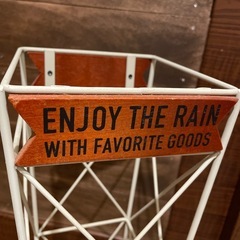 ENJOY THE RAIN
WITH FAVORITE GOODS